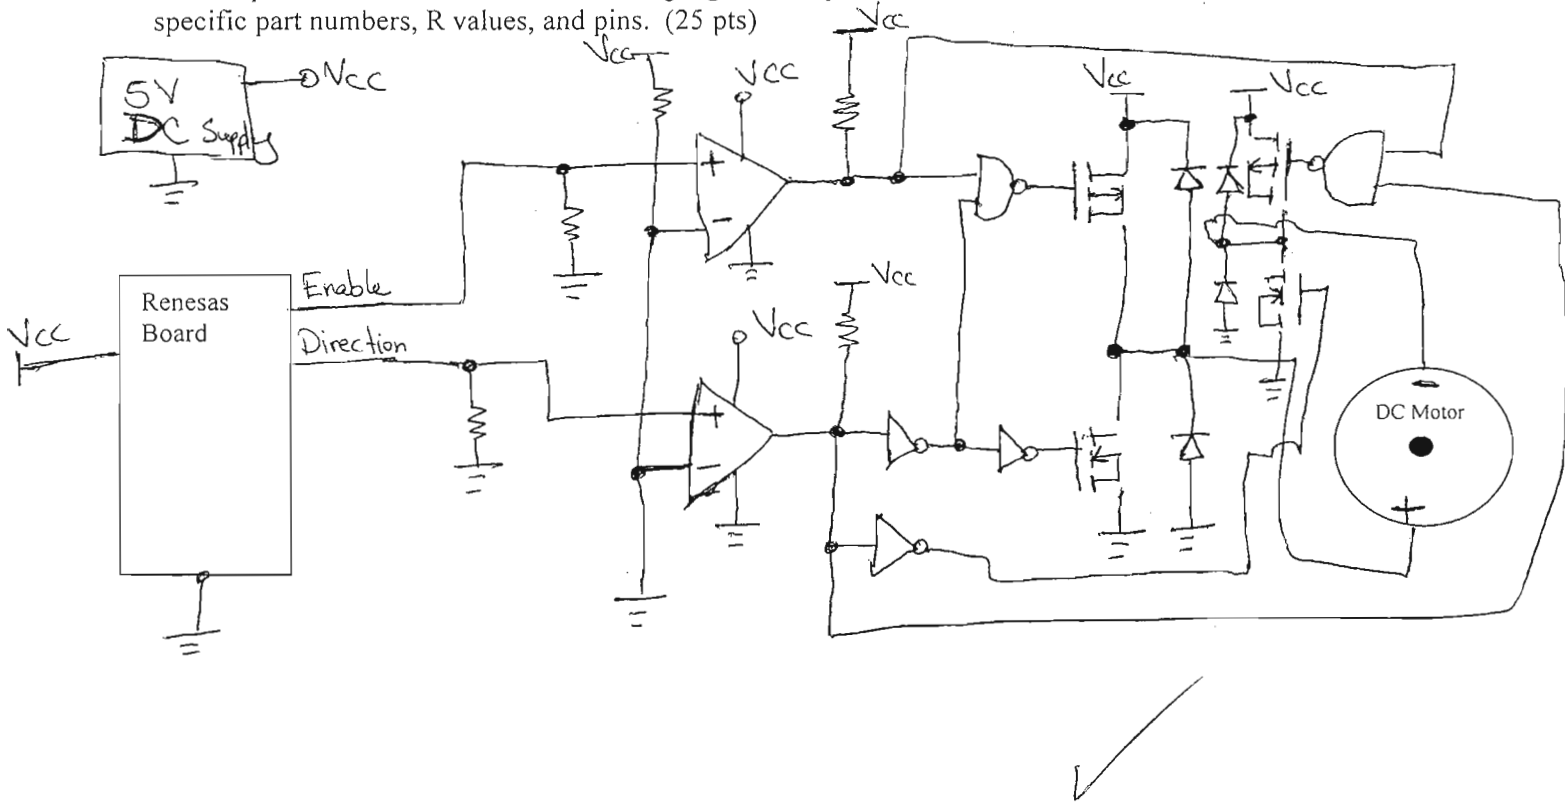 specific part numbers, R values, and pins. (25 pts)
Vcc
Vcc
5V
DC Supply
Vcc
Vcc
Vcc
Vcc
+
-
Enable
Renesas
Board
Vcc
Direction
Vcc
Vcc
+
-
-
DC Motor
+